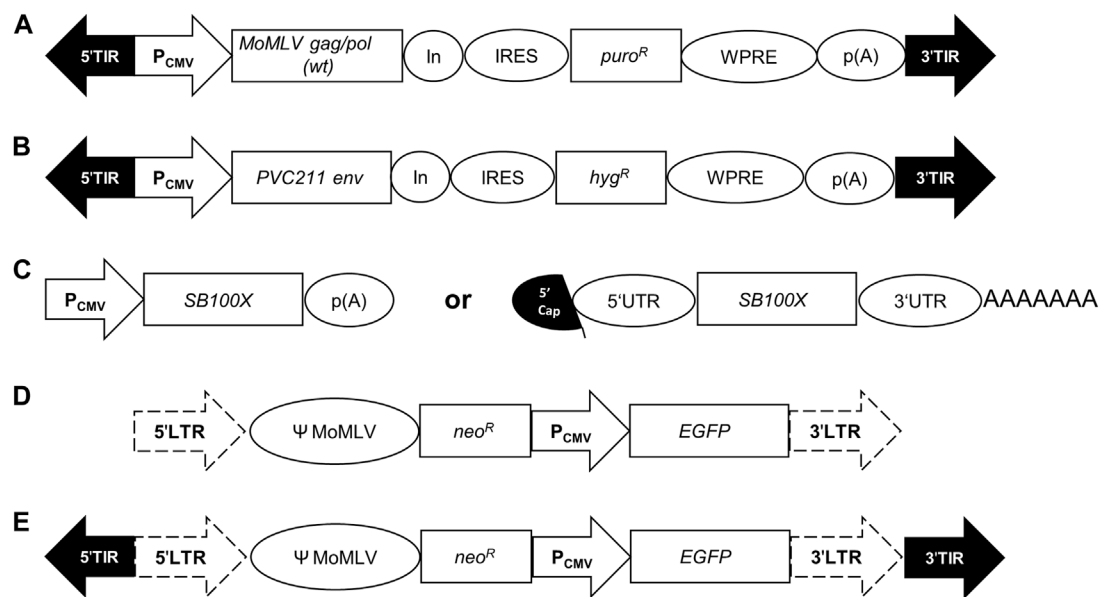 A
5'TIR PCMV MoMLV gag/pol (wt) In IRES puroR WPRE p(A) 3'TIR
B
5'TIR PCMV PVC211 env In IRES hygR WPRE p(A) 3'TIR
C
PCMV SB100X p(A) or 5' Cap 5'UTR SB100X 3'UTR AAAAAAA
D
5'LTR Ψ MoMLV neoR PCMV EGFP 3'LTR
E
5'TIR 5'LTR Ψ MoMLV neoR PCMV EGFP 3'LTR 3'TIR